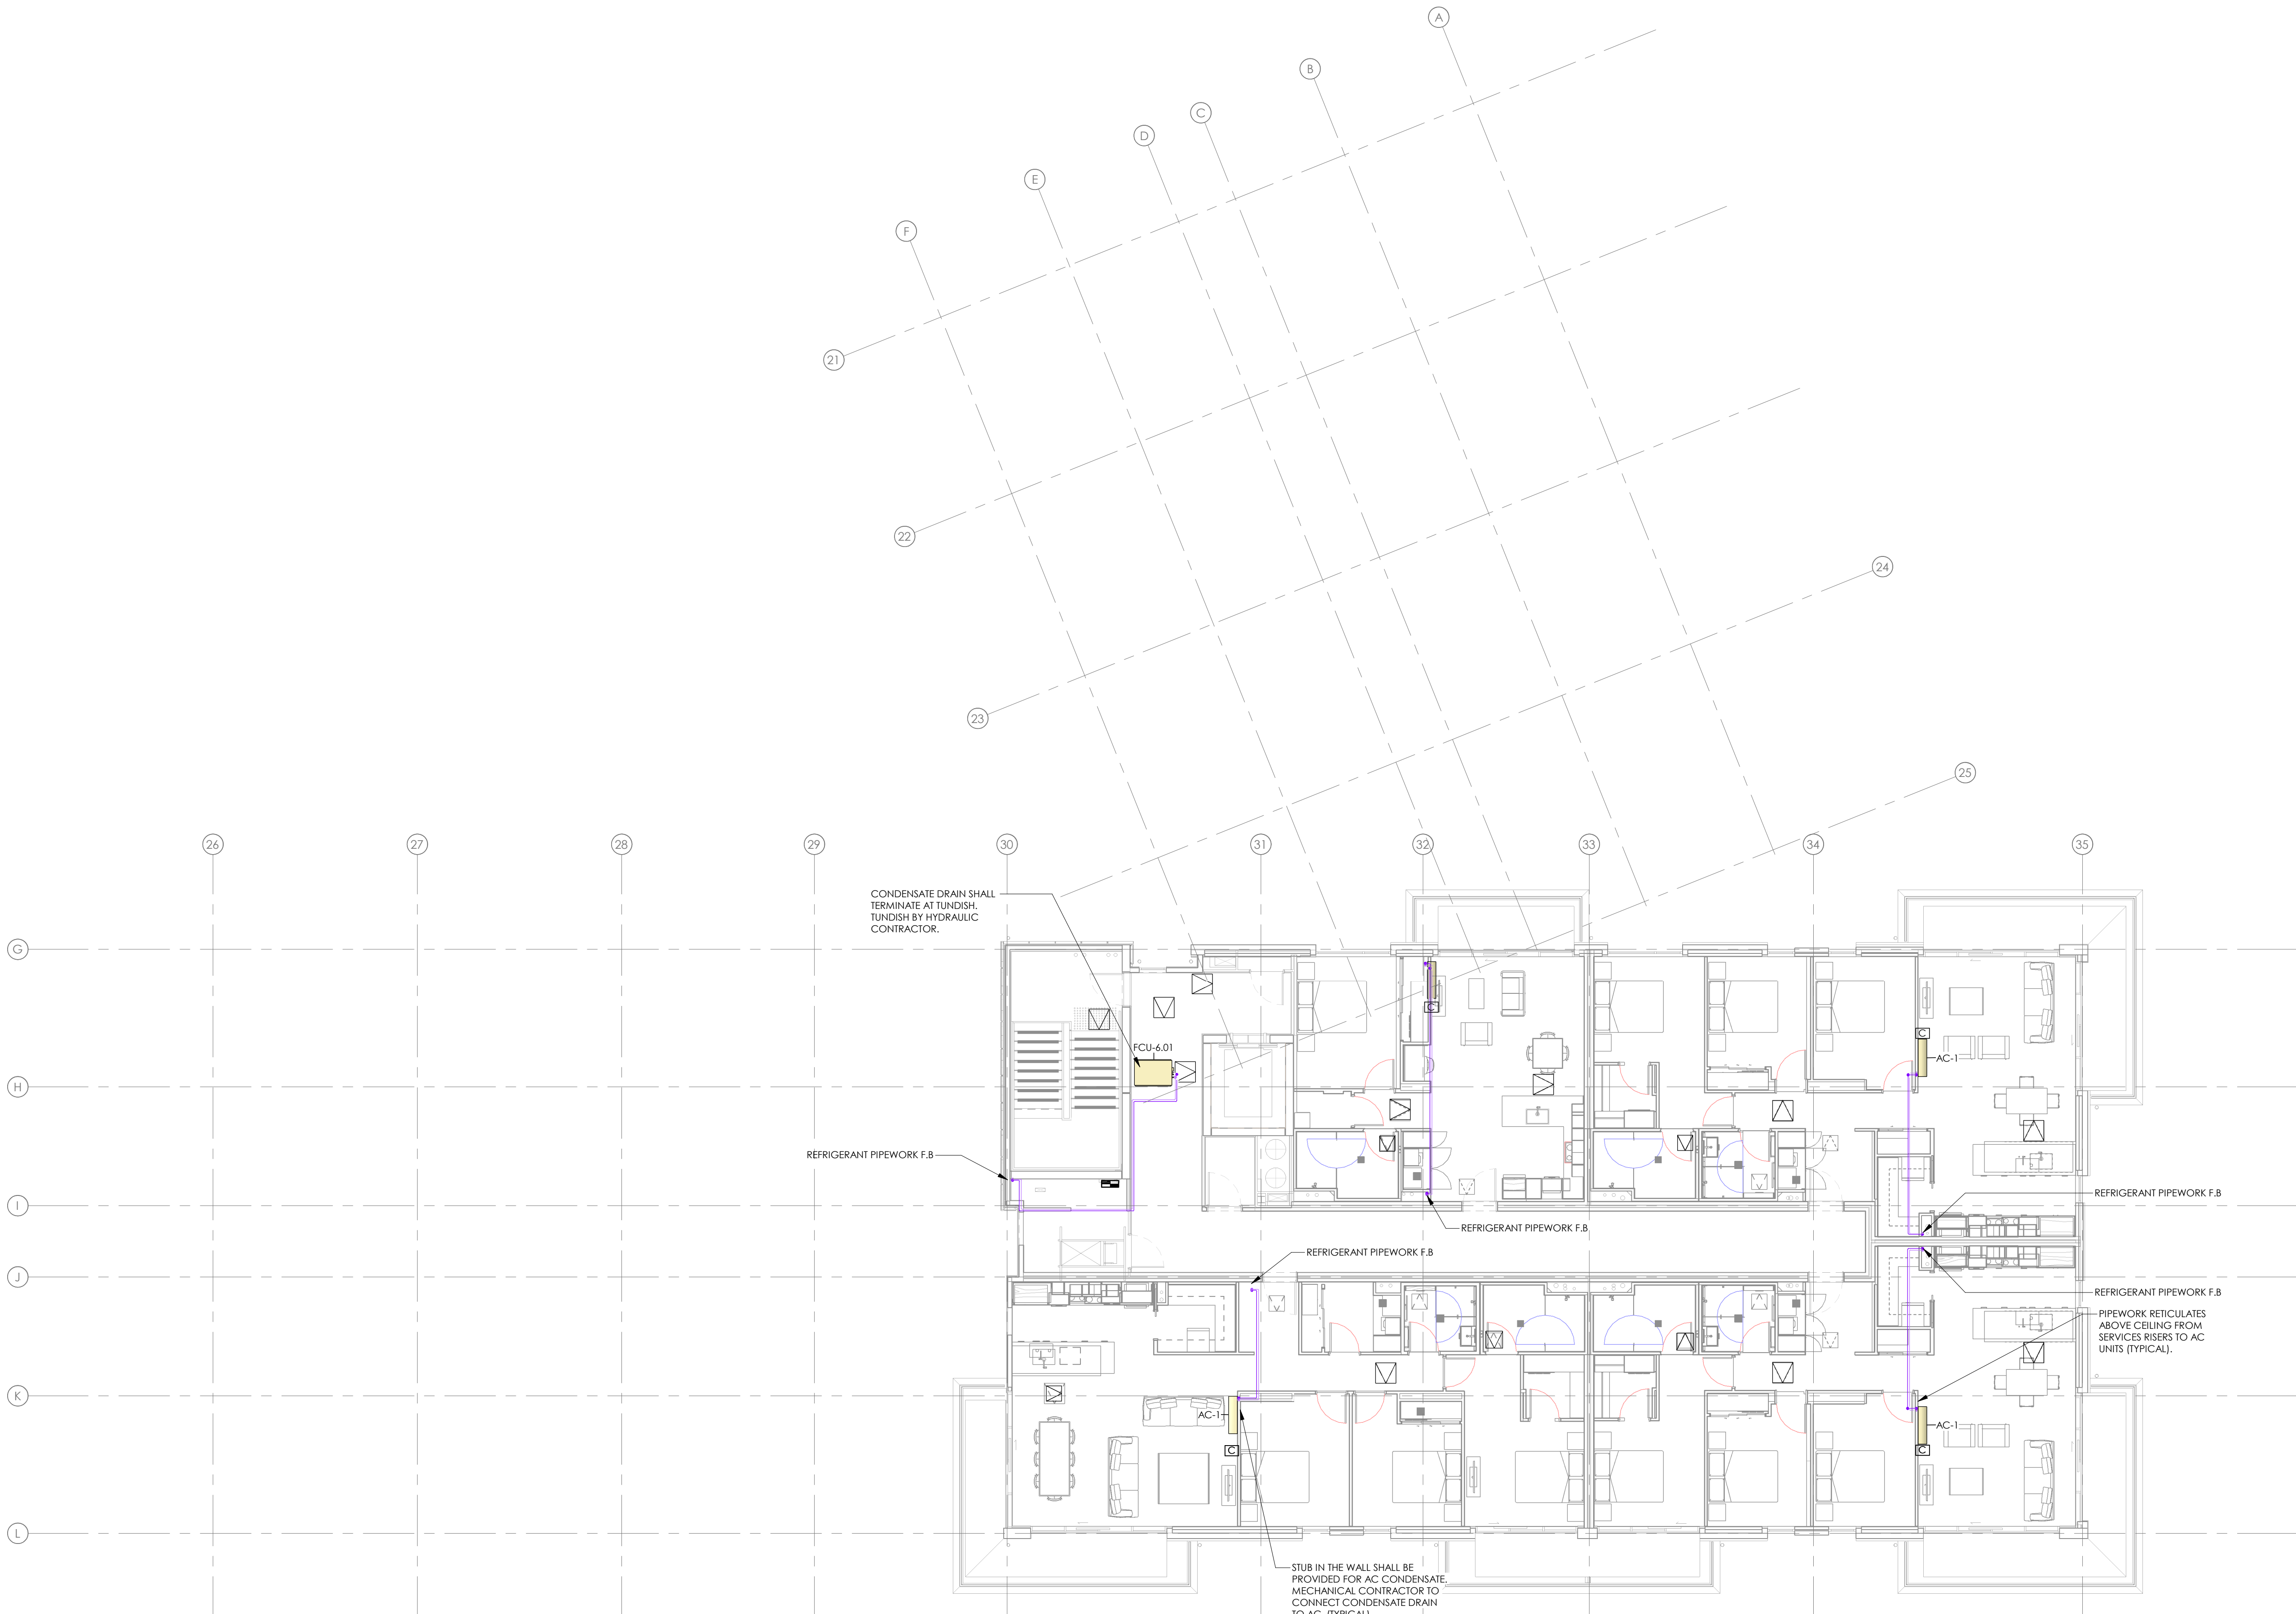 A
B
C
D
E
F
21
22
24
23
25
26
27
28
29
30
31
32
33
34
35
CONDENSATE DRAIN SHALL
TERMINATE AT TUNDISH.
TUNDISH BY HYDRAULIC
CONTRACTOR.
G
C
C
FCU-6.01
AC-1
H
REFRIGERANT PIPEWORK F.B
REFRIGERANT PIPEWORK F.B
I
REFRIGERANT PIPEWORK F.B
REFRIGERANT PIPEWORK F.B
J
REFRIGERANT PIPEWORK F.B
PIPEWORK RETICULATES
ABOVE CEILING FROM
SERVICES RISERS TO AC
UNITS (TYPICAL).
K
AC-1
AC-1
C
C
L
STUB IN THE WALL SHALL BE
PROVIDED FOR AC CONDENSATE.
MECHANICAL CONTRACTOR TO
CONNECT CONDENSATE DRAIN
TO AC. (TYPICAL)